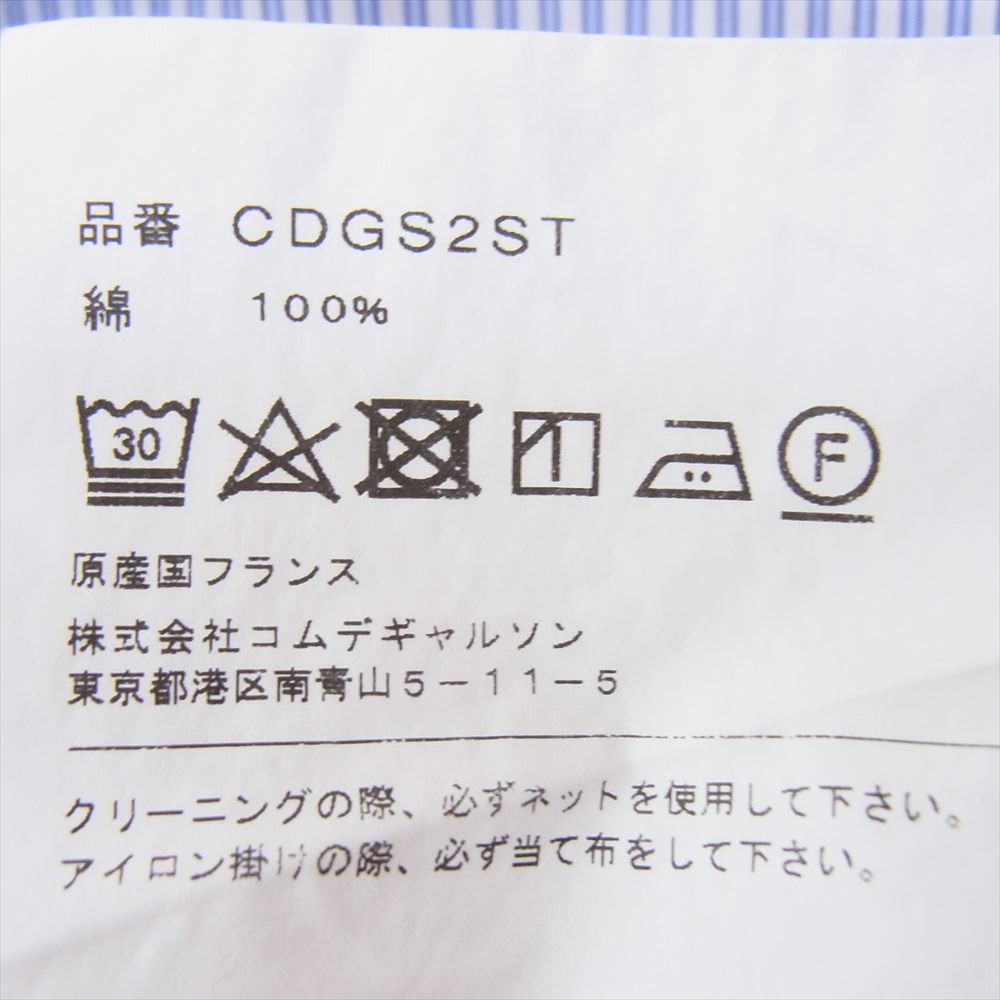 品番 CDGS2ST
綿 100%
30 F
原産国フランス
株式会社コムデギャルソン
東京都港区南青山5-11-5
クリーニングの際、必ずネットを使用して下さい。
アイロン掛けの際、必ず当て布をして下さい。